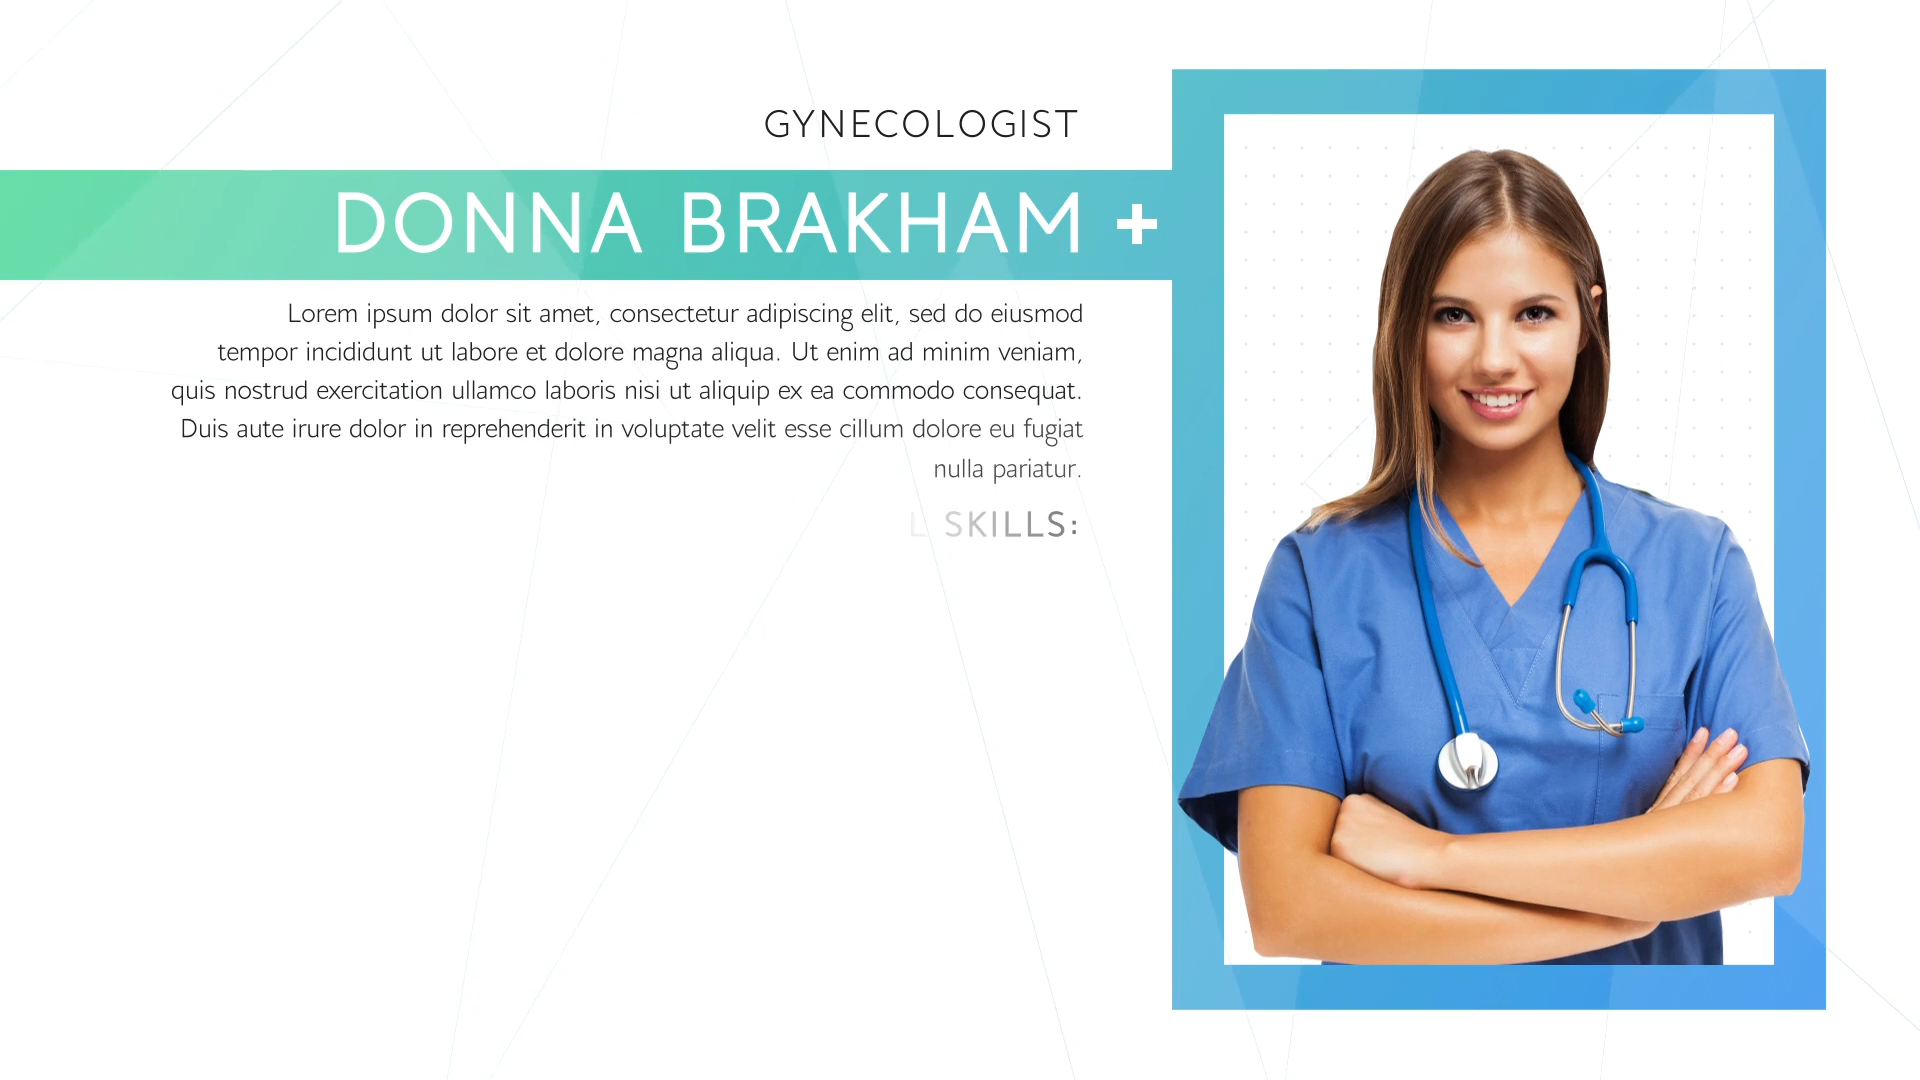 GYNECOLOGIST
DONNA BRAKHAM +
Lorem ipsum dolor sit amet, consectetur adipiscing elit, sed do eiusmod
tempor incididunt ut labore et dolore magna aliqua. Ut enim ad minim veniam,
quis nostrud exercitation ullamco laboris nisi ut aliquip ex ea commodo consequat.
Duis aute irure dolor in reprehenderit in voluptate velit esse cillum dolore eu fugiat
nulla pariatur.
L SKILLS: